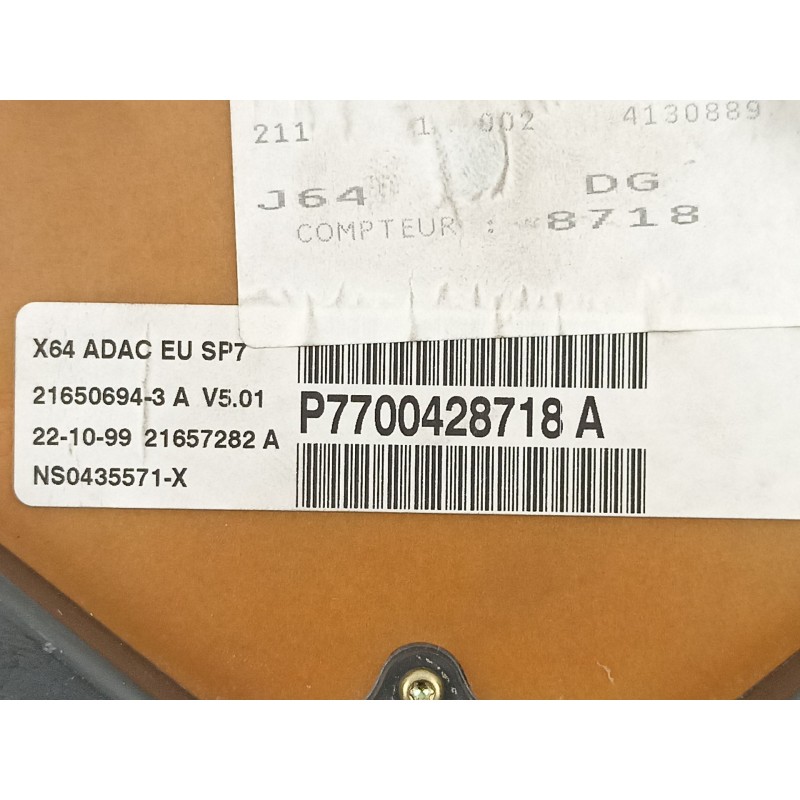 211 1 002 4130889
J64 DG
COMPTEUR : *8718
X64 ADAC EU SP7
21650694-3 A V5.01
22-10-99 21657282 A
NS0435571-X
P7700428718 A